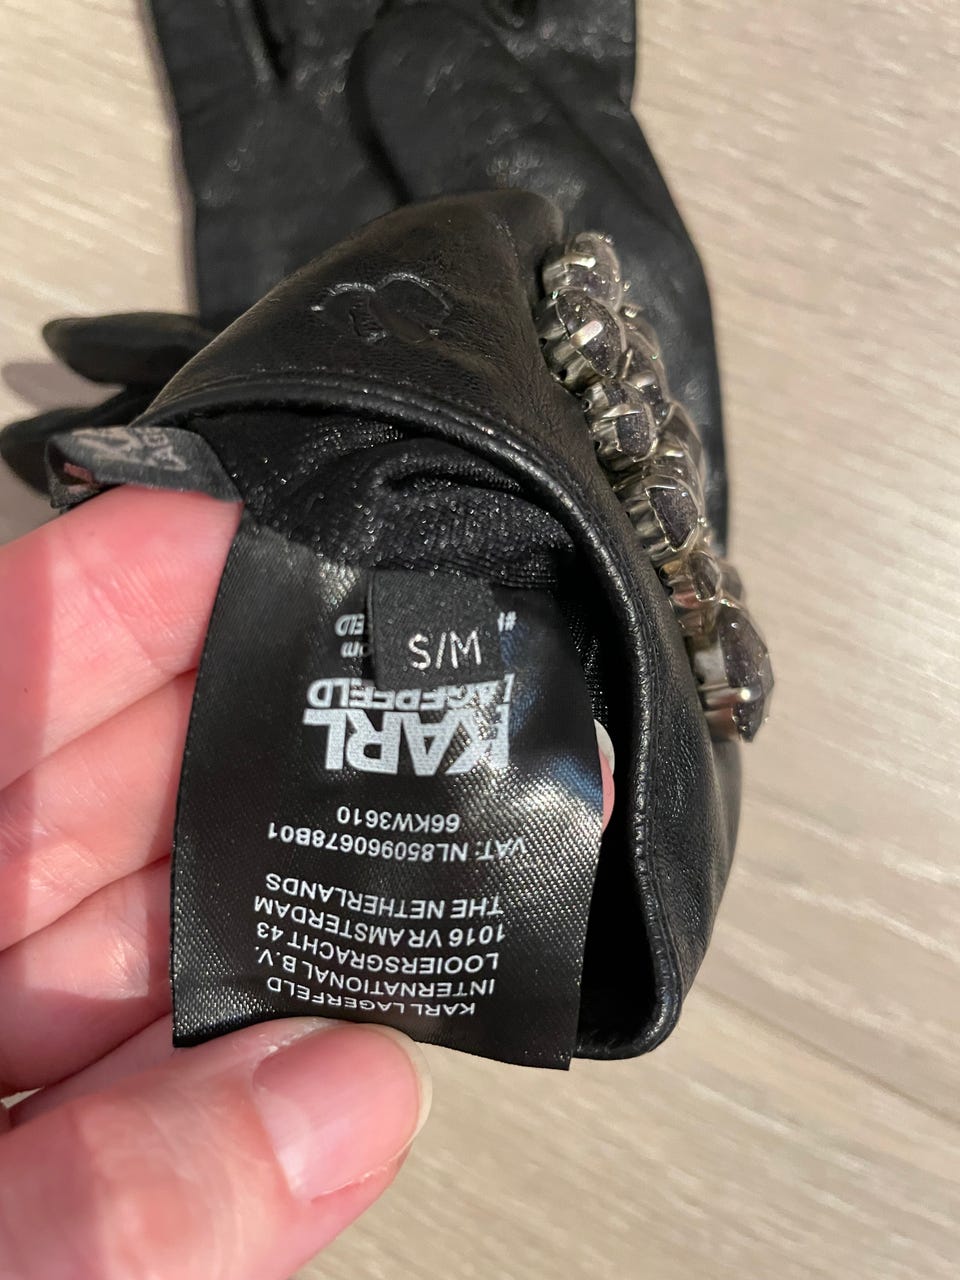 S/M
KARL LAGERFELD
INTERNATIONAL B.V.
LOOIERSGRACHT 43
1016 VR AMSTERDAM
THE NETHERLANDS
VAT: NL850960678B01
66KW3610
KARL
LAGERFELD